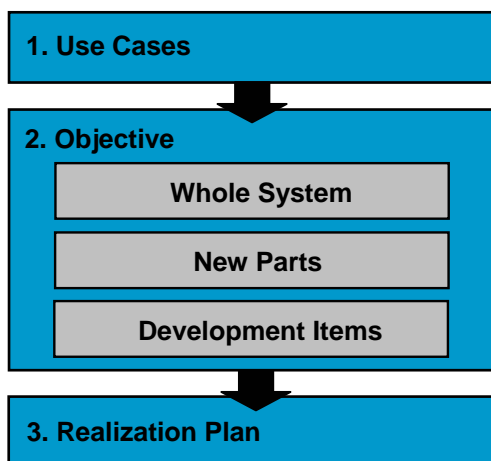 1. Use Cases
2. Objective
Whole System
New Parts
Development Items
3. Realization Plan